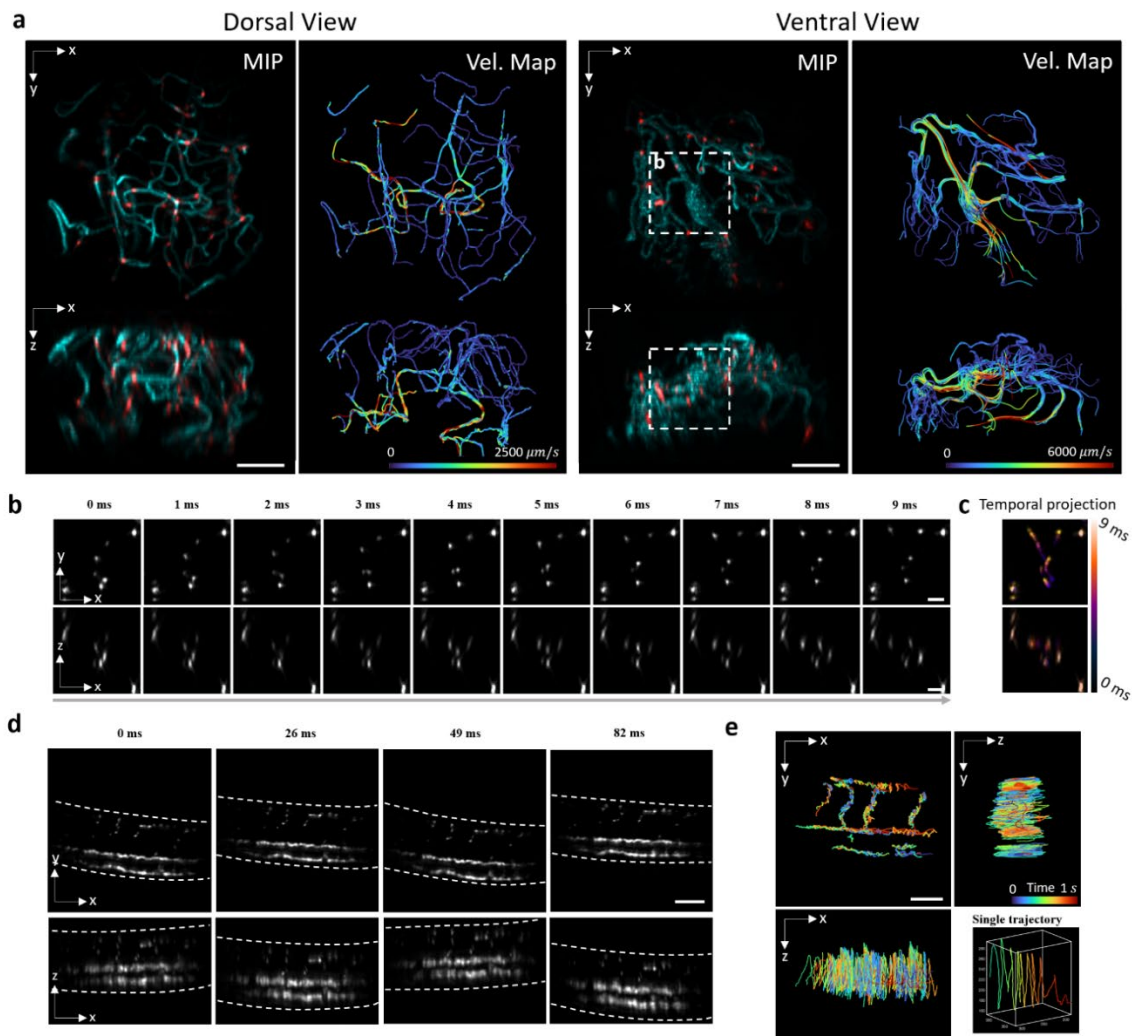 a
Dorsal View
Ventral View
x
y
MIP
Vel. Map
x
y
MIP
Vel. Map
b
x
z
x
z
0
2500 μm/s
0
6000 μm/s
b
0 ms
1 ms
2 ms
3 ms
4 ms
5 ms
6 ms
7 ms
8 ms
9 ms
c
Temporal projection
9 ms
0 ms
y
x
z
x
d
0 ms
26 ms
49 ms
82 ms
y
x
z
x
e
x
y
z
y
0 Time 1 s
x
z
Single trajectory